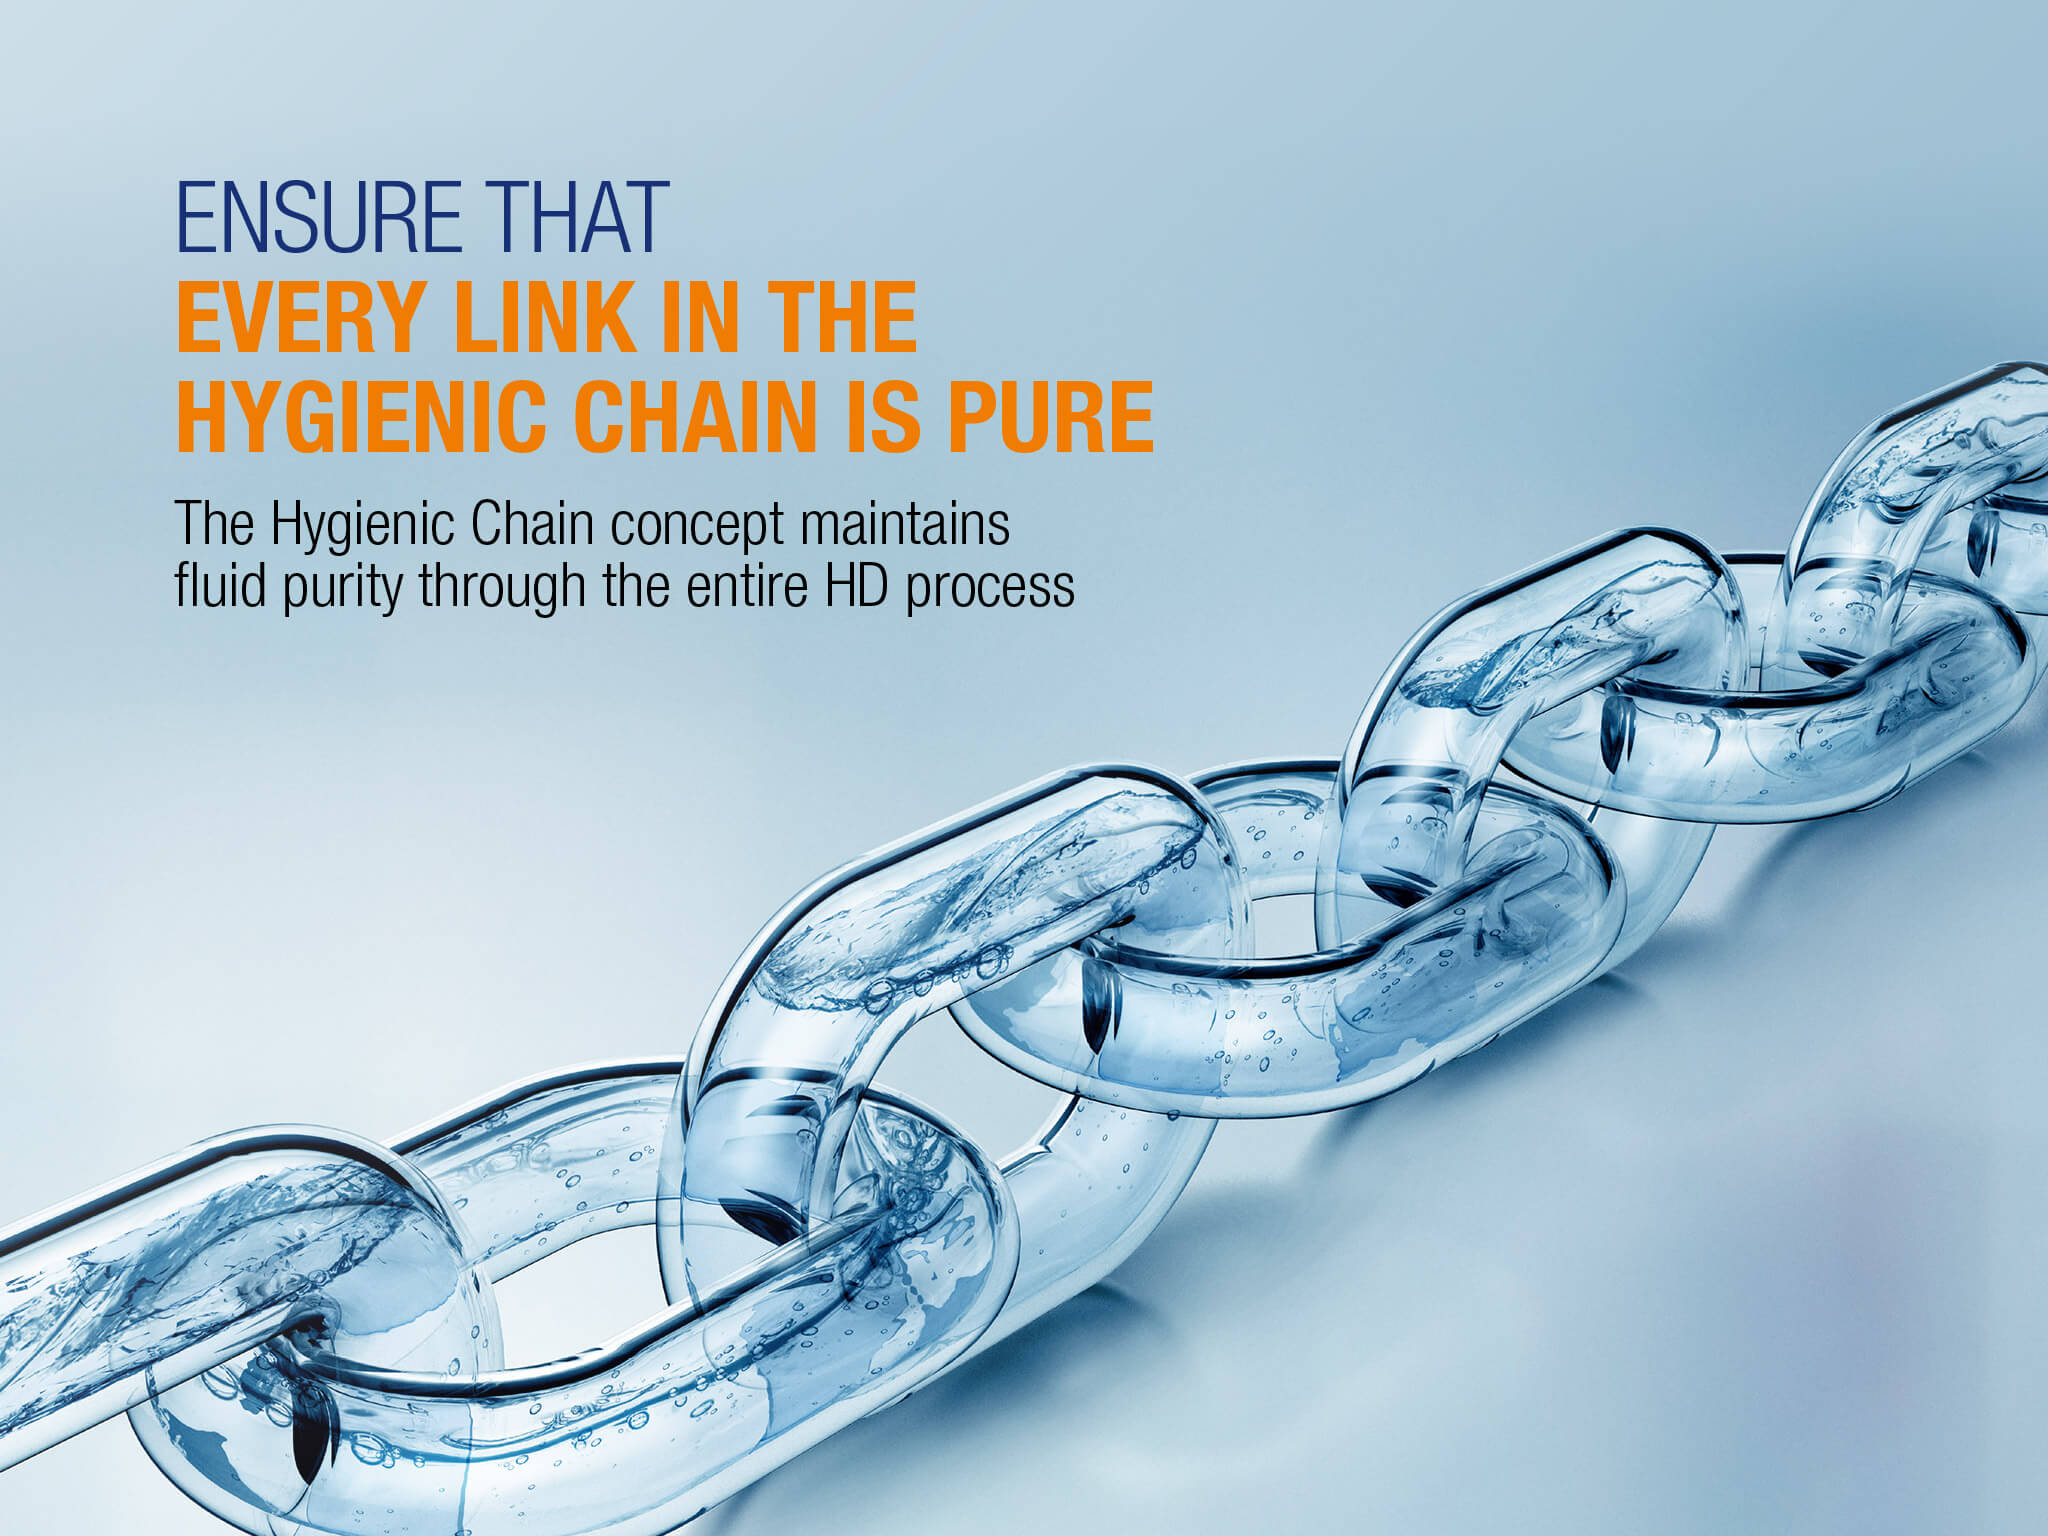 ENSURE THAT
EVERY LINK IN THE
HYGIENIC CHAIN IS PURE
The Hygienic Chain concept maintains
fluid purity through the entire HD process